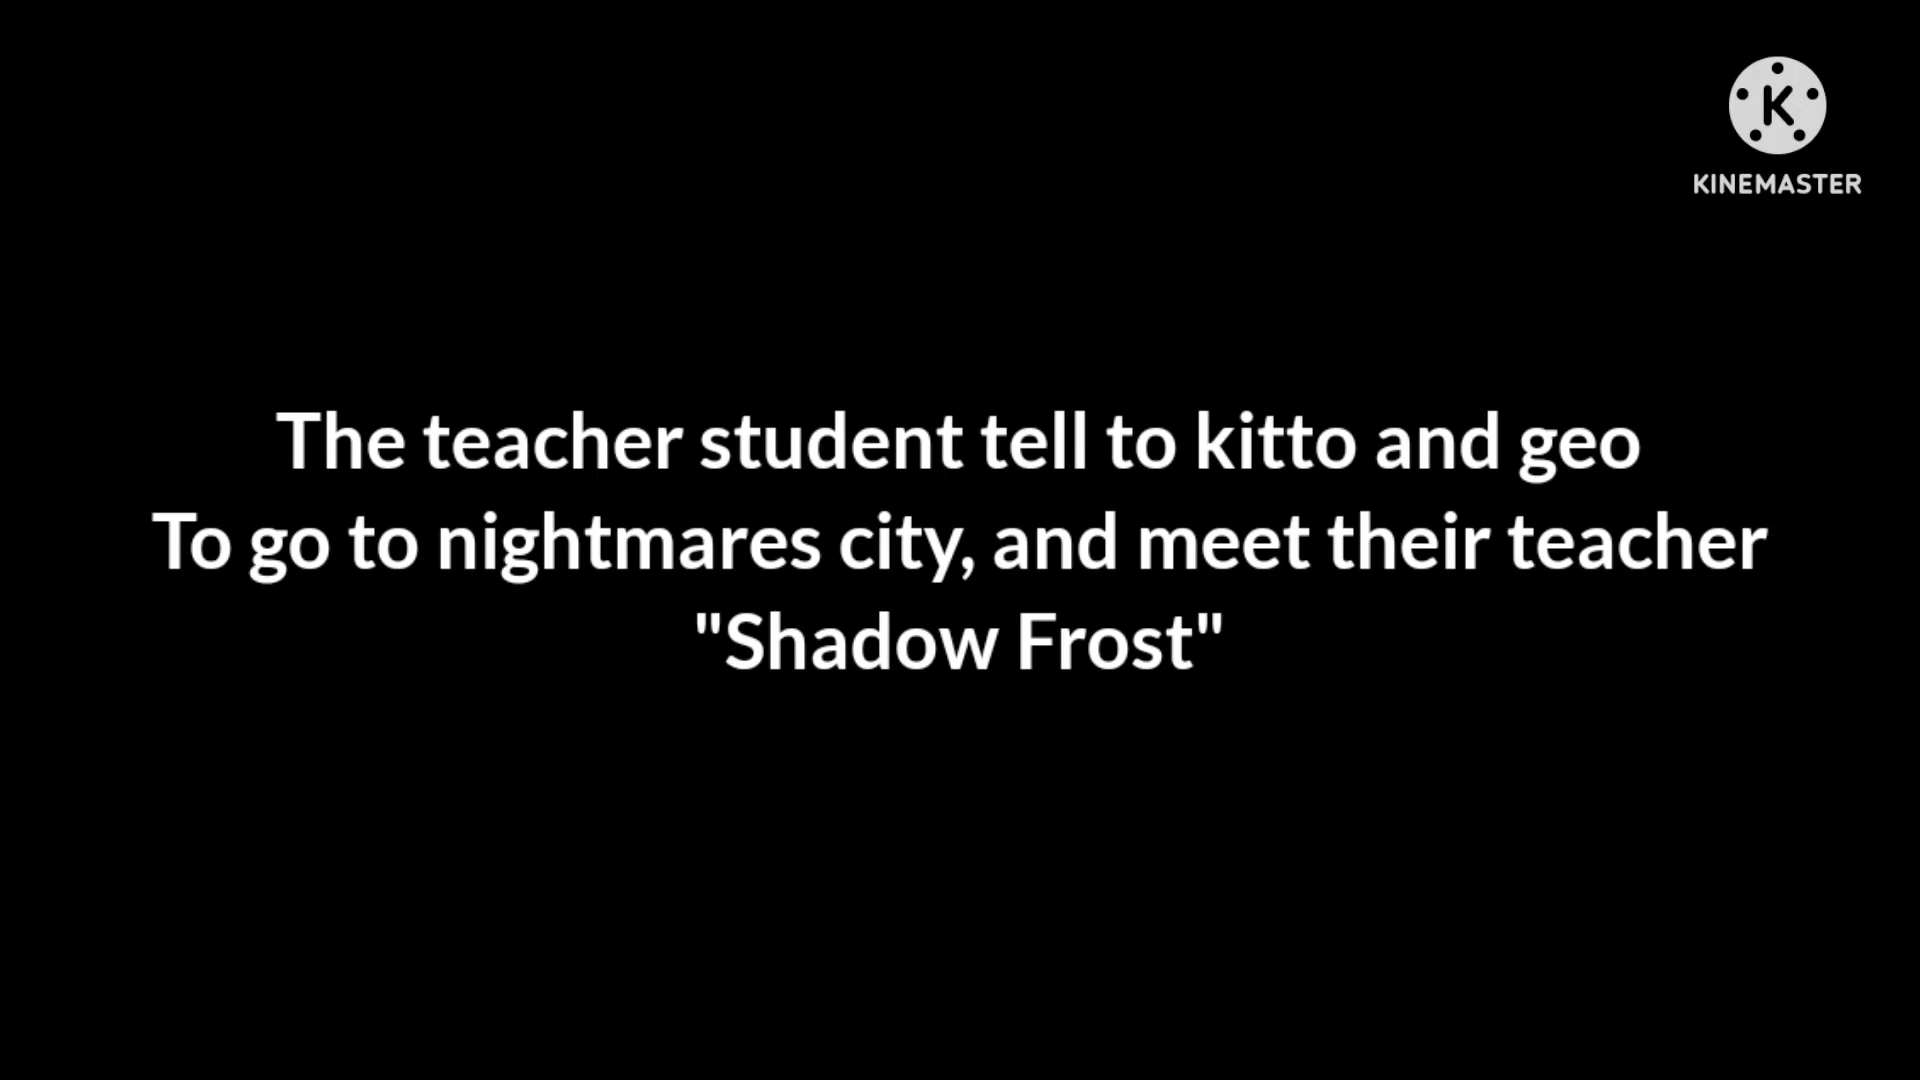 K
KINEMASTER
The teacher student tell to kitto and geo
To go to nightmares city, and meet their teacher
"Shadow Frost"